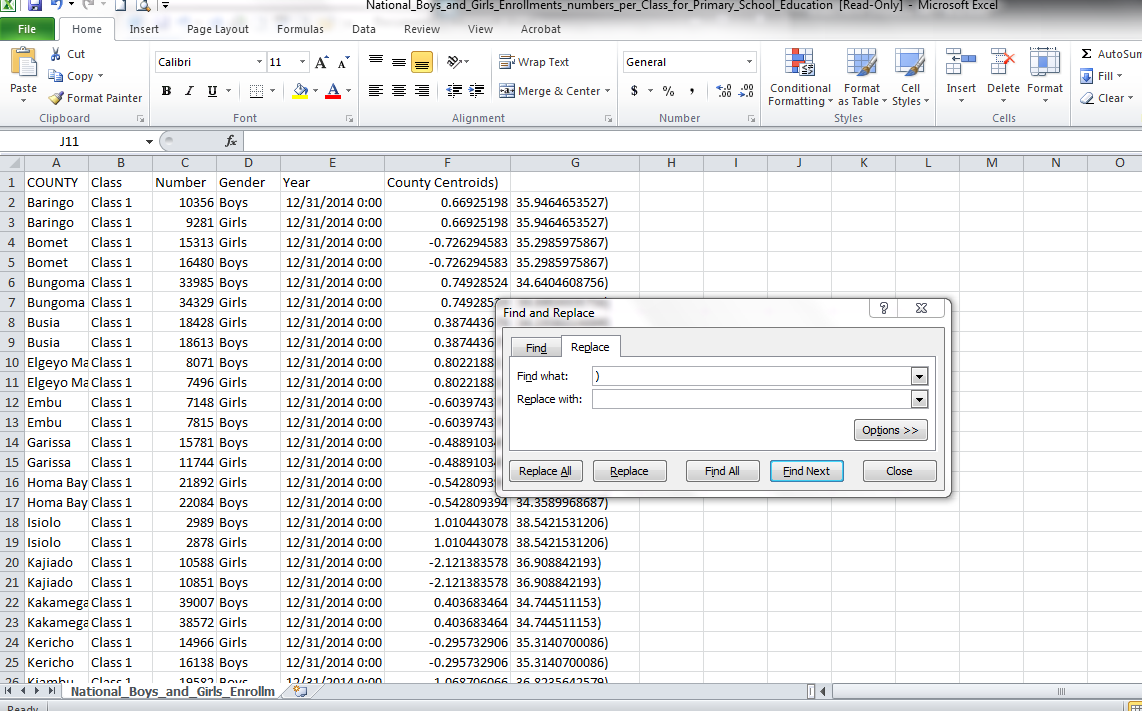 National_Boys_and_Girls_Enrollments_numbers_per_Class_for_Primary_School_Education [Read-Only] - Microsoft Excel
File Home Insert Page Layout Formulas Data Review View Acrobat
Paste Cut Copy Format Painter
Calibri 11
B I U A
Wrap Text
Merge & Center
General
$ % ,
Conditional Formatting Format as Table Cell Styles
Insert Delete Format
Σ AutoSum
Fill
Clear
Clipboard Font Alignment Number Styles Cells
J11 fx
A B C D E F G H I J K L M N O
1 COUNTY Class Number Gender Year County Centroids)
2 Baringo Class 1 10356 Boys 12/31/2014 0:00 0.66925198 35.9464653527)
3 Baringo Class 1 9281 Girls 12/31/2014 0:00 0.66925198 35.9464653527)
4 Bomet Class 1 15313 Girls 12/31/2014 0:00 -0.726294583 35.2985975867)
5 Bomet Class 1 16480 Boys 12/31/2014 0:00 -0.726294583 35.2985975867)
6 Bungoma Class 1 33985 Boys 12/31/2014 0:00 0.74928524 34.6404608756)
7 Bungoma Class 1 34329 Girls 12/31/2014 0:00 0.7492852
8 Busia Class 1 18428 Girls 12/31/2014 0:00 0.3874436
9 Busia Class 1 18613 Boys 12/31/2014 0:00 0.3874436
10 Elgeyo Ma Class 1 8071 Boys 12/31/2014 0:00 0.8022188
11 Elgeyo Ma Class 1 7496 Girls 12/31/2014 0:00 0.8022188
12 Embu Class 1 7148 Girls 12/31/2014 0:00 -0.6039743
13 Embu Class 1 7815 Boys 12/31/2014 0:00 -0.6039743
14 Garissa Class 1 15781 Boys 12/31/2014 0:00 -0.4889103
15 Garissa Class 1 11744 Girls 12/31/2014 0:00 -0.4889103
16 Homa Bay Class 1 21892 Girls 12/31/2014 0:00 -0.5428093
17 Homa Bay Class 1 22084 Boys 12/31/2014 0:00 -0.542809394 34.3589968687)
18 Isiolo Class 1 2989 Boys 12/31/2014 0:00 1.010443078 38.5421531206)
19 Isiolo Class 1 2878 Girls 12/31/2014 0:00 1.010443078 38.5421531206)
20 Kajiado Class 1 10588 Girls 12/31/2014 0:00 -2.121383578 36.908842193)
21 Kajiado Class 1 10851 Boys 12/31/2014 0:00 -2.121383578 36.908842193)
22 Kakamega Class 1 39007 Boys 12/31/2014 0:00 0.403683464 34.744511153)
23 Kakamega Class 1 38572 Girls 12/31/2014 0:00 0.403683464 34.744511153)
24 Kericho Class 1 14966 Girls 12/31/2014 0:00 -0.295732906 35.3140700086)
25 Kericho Class 1 16138 Boys 12/31/2014 0:00 -0.295732906 35.3140700086)
26 Kiambu Class 1 19582 Boys 12/31/2014 0:00 -1.068706066 36.8235642579)
Find and Replace
Find Replace
Find what: )
Replace with:
Options >>
Replace All Replace Find All Find Next Close
National_Boys_and_Girls_Enrollm
Ready